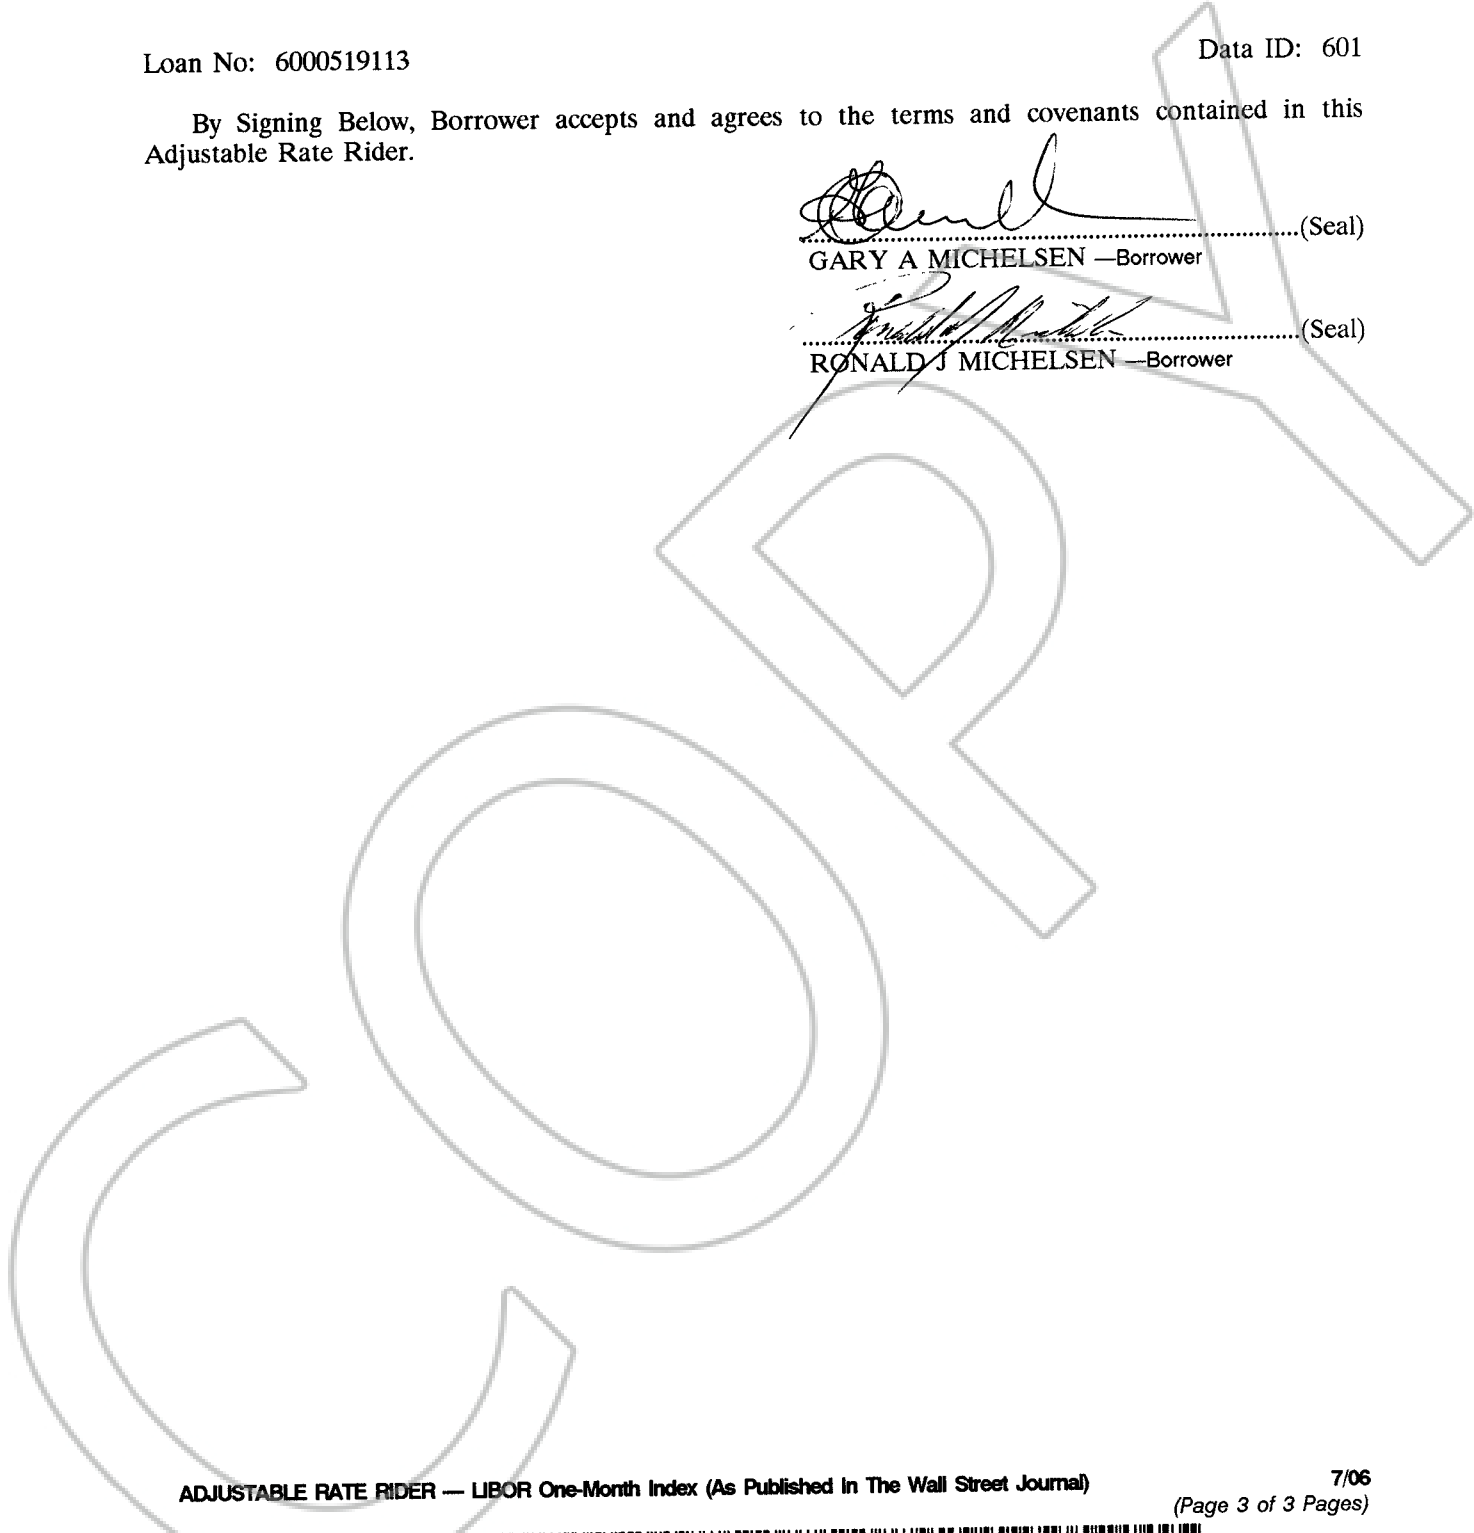 Loan No: 6000519113 Data ID: 601
By Signing Below, Borrower accepts and agrees to the terms and covenants contained in this
Adjustable Rate Rider.
(Seal)
GARY A MICHELSEN —Borrower
(Seal)
RONALD J MICHELSEN —Borrower
COPY
ADJUSTABLE RATE RIDER — LIBOR One-Month Index (As Published In The Wall Street Journal) 7/06
(Page 3 of 3 Pages)